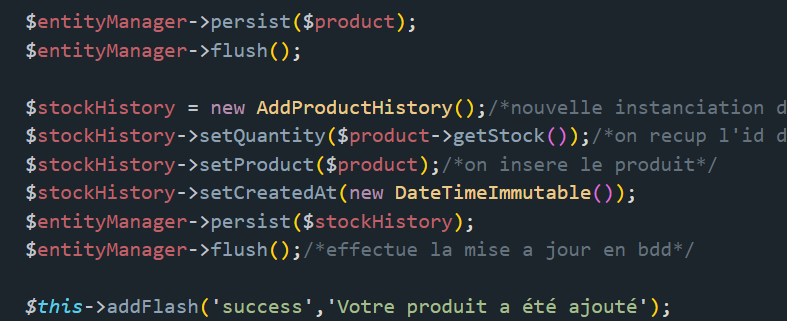 $entityManager->persist($product);
$entityManager->flush();
$stockHistory = new AddProductHistory();/*nouvelle instanciation d
$stockHistory->setQuantity($product->getStock());/*on recup l'id d
$stockHistory->setProduct($product);/*on insere le produit*/
$stockHistory->setCreatedAt(new DateTimeImmutable());
$entityManager->persist($stockHistory);
$entityManager->flush();/*effectue la mise a jour en bdd*/
$this->addFlash('success','Votre produit a été ajouté');